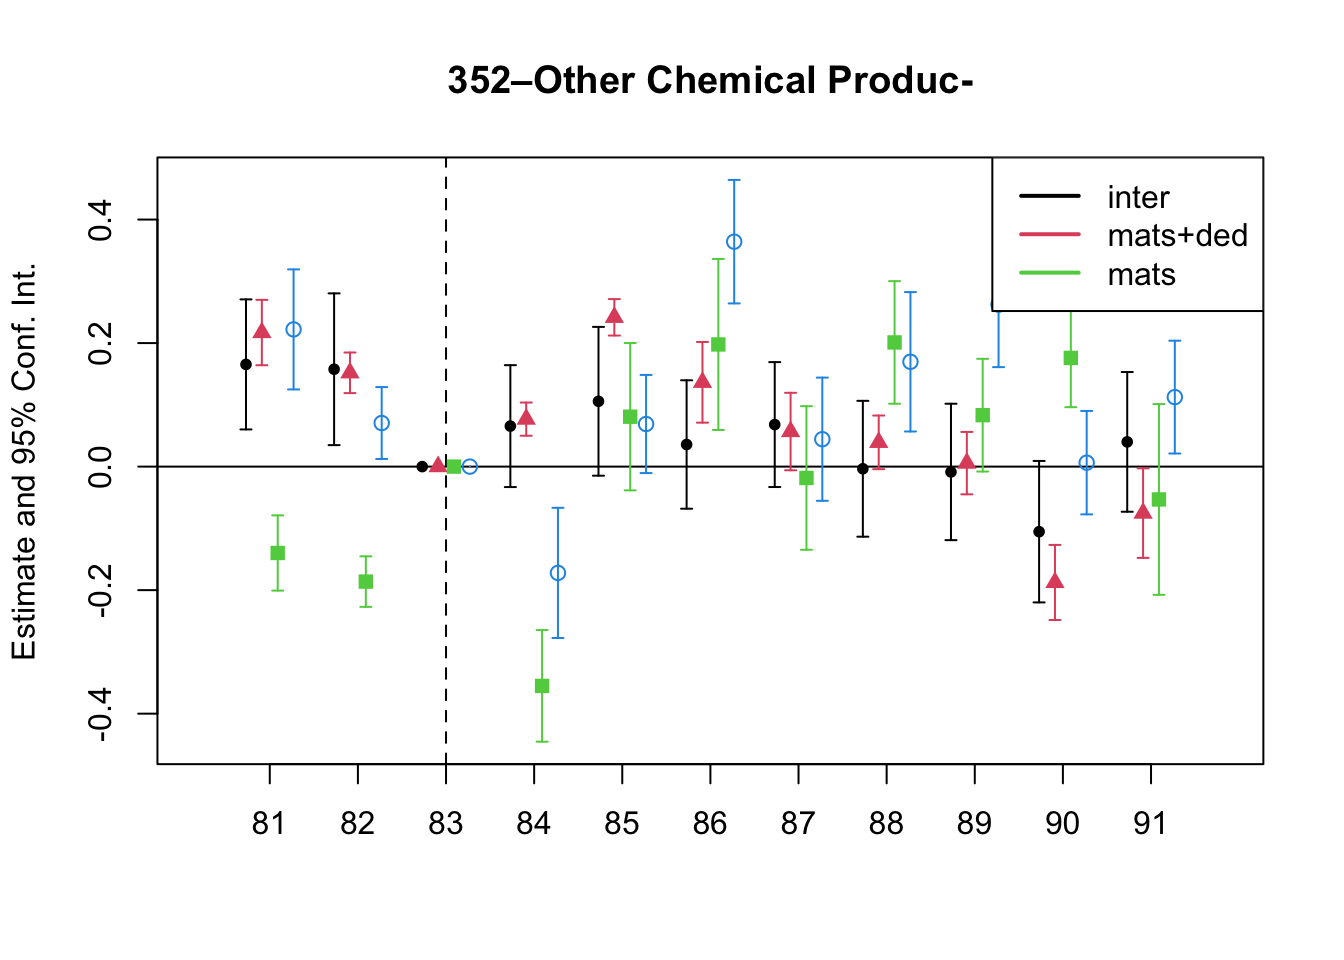 352–Other Chemical Produc-
Estimate and 95% Conf. Int.
0.4
0.2
0.0
-0.2
-0.4
inter
mats+ded
mats
81 82 83 84 85 86 87 88 89 90 91